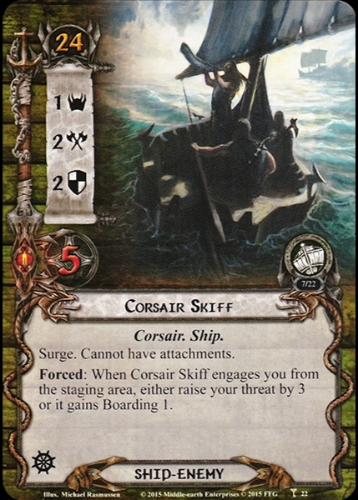 24
1
2
2
5
7/22
CORSAIR SKIFF
Corsair. Ship.
Surge. Cannot have attachments.
Forced: When Corsair Skiff engages you from
the staging area, either raise your threat by 3
or it gains Boarding 1.
SHIP-ENEMY
Illus. Michael Rasmussen © 2015 Middle-earth Enterprises © 2015 FFG 22